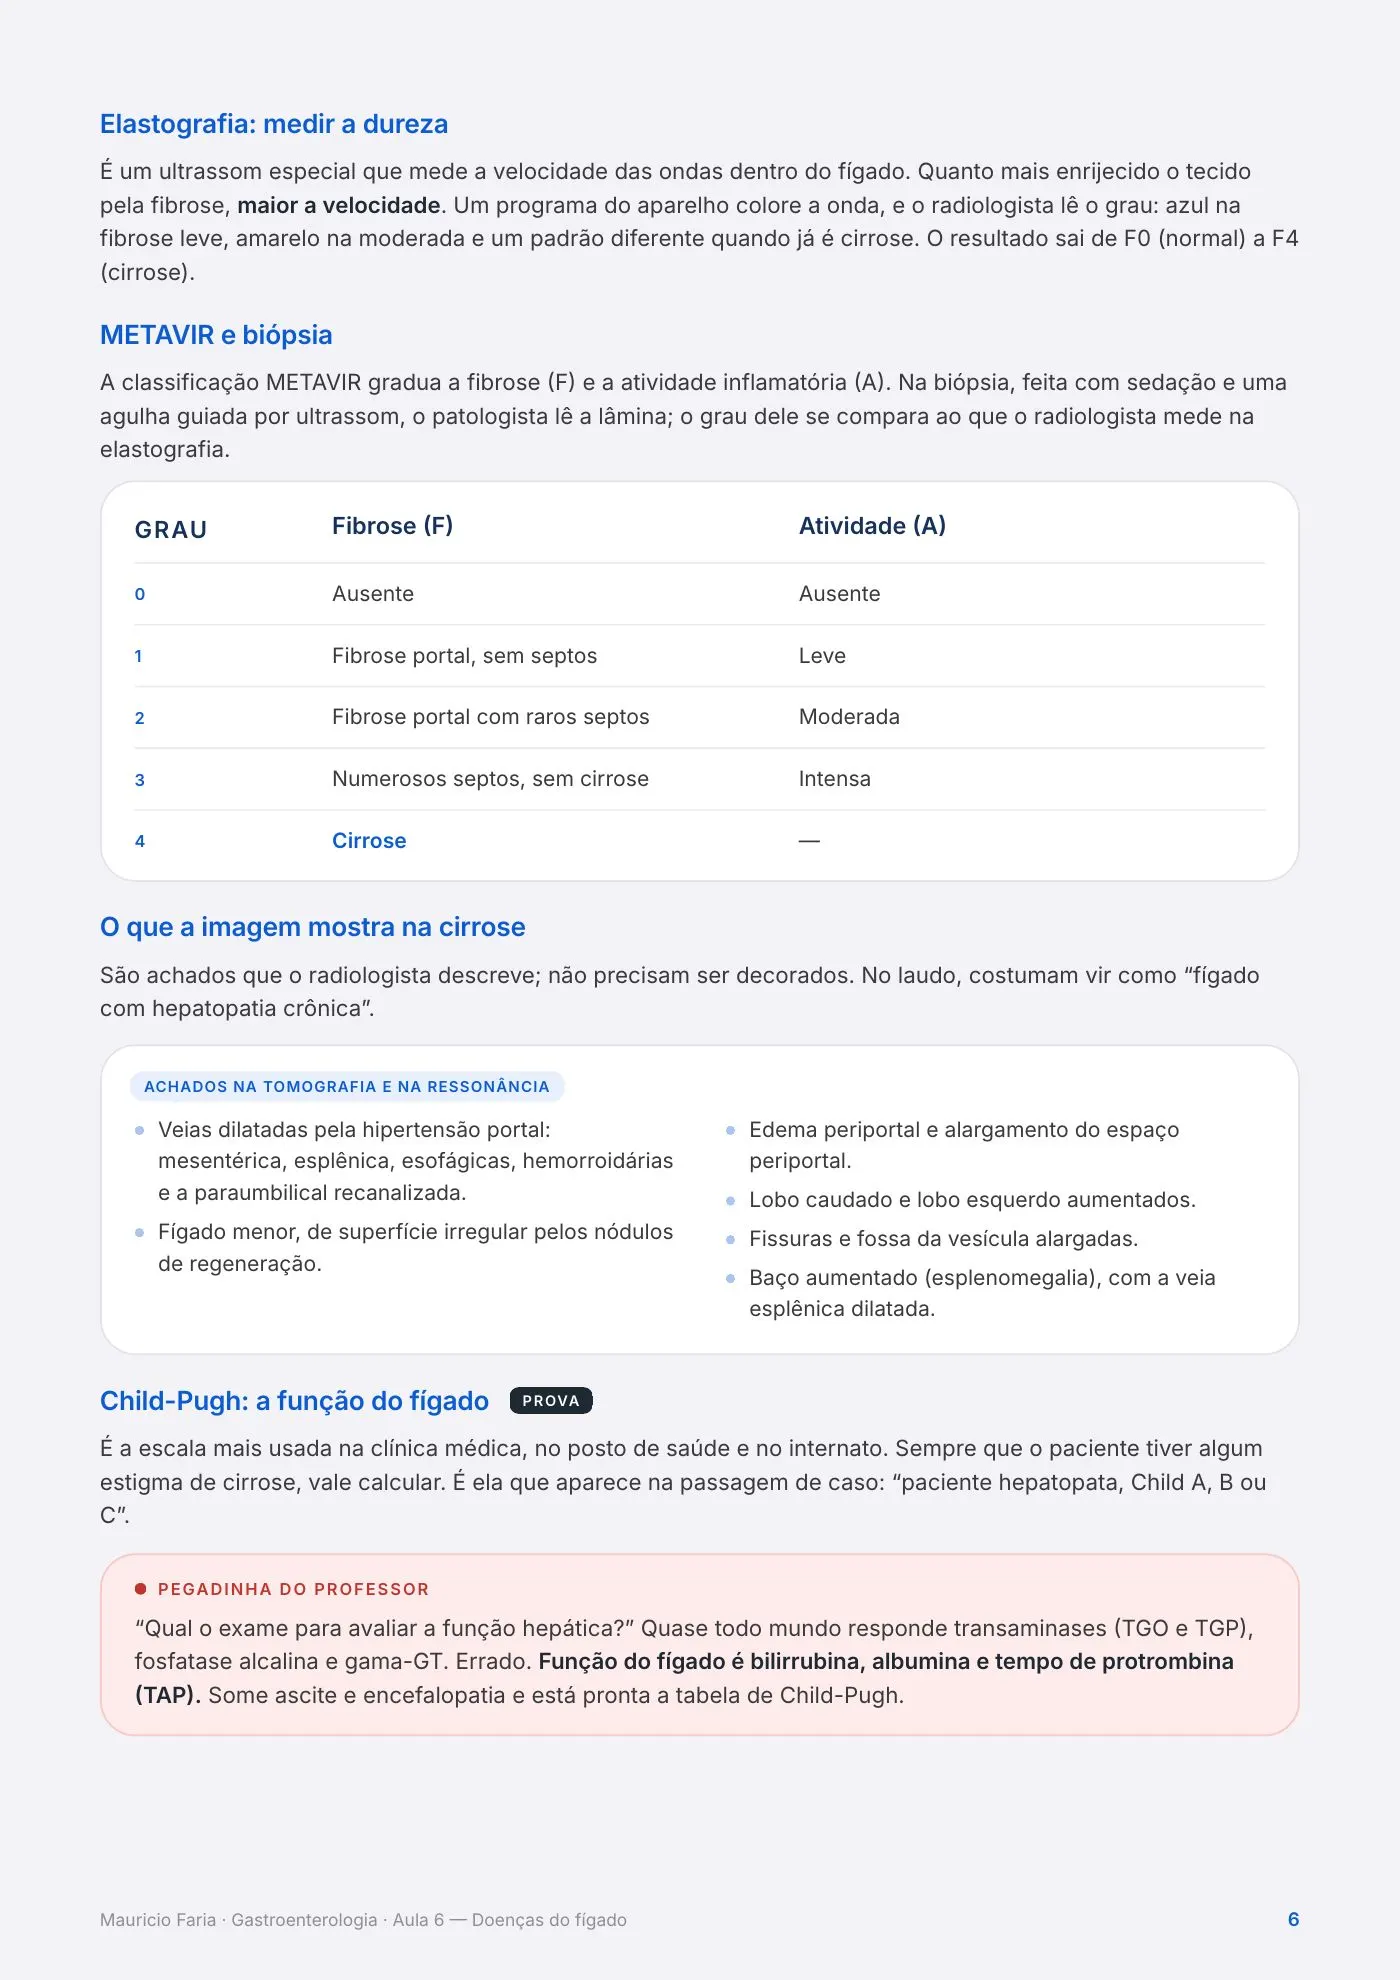 Elastografia: medir a dureza
É um ultrassom especial que mede a velocidade das ondas dentro do fígado. Quanto mais enrijecido o tecido
pela fibrose, maior a velocidade. Um programa do aparelho colore a onda, e o radiologista lê o grau: azul na
fibrose leve, amarelo na moderada e um padrão diferente quando já é cirrose. O resultado sai de F0 (normal) a F4
(cirrose).
METAVIR e biópsia
A classificação METAVIR gradua a fibrose (F) e a atividade inflamatória (A). Na biópsia, feita com sedação e uma
agulha guiada por ultrassom, o patologista lê a lâmina; o grau dele se compara ao que o radiologista mede na
elastografia.
GRAU Fibrose (F) Atividade (A)
0 Ausente Ausente
1 Fibrose portal, sem septos Leve
2 Fibrose portal com raros septos Moderada
3 Numerosos septos, sem cirrose Intensa
4 Cirrose —
O que a imagem mostra na cirrose
São achados que o radiologista descreve; não precisam ser decorados. No laudo, costumam vir como “fígado
com hepatopatia crônica”.
ACHADOS NA TOMOGRAFIA E NA RESSONÂNCIA
Veias dilatadas pela hipertensão portal:
mesentérica, esplênica, esofágicas, hemorroidárias
e a paraumbilical recanalizada.
Fígado menor, de superfície irregular pelos nódulos
de regeneração.
Edema periportal e alargamento do espaço
periportal.
Lobo caudado e lobo esquerdo aumentados.
Fissuras e fossa da vesícula alargadas.
Baço aumentado (esplenomegalia), com a veia
esplênica dilatada.
Child-Pugh: a função do fígado PROVA
É a escala mais usada na clínica médica, no posto de saúde e no internato. Sempre que o paciente tiver algum
estigma de cirrose, vale calcular. É ela que aparece na passagem de caso: “paciente hepatopata, Child A, B ou
C”.
PEGADINHA DO PROFESSOR
“Qual o exame para avaliar a função hepática?” Quase todo mundo responde transaminases (TGO e TGP),
fosfatase alcalina e gama-GT. Errado. Função do fígado é bilirrubina, albumina e tempo de protrombina
(TAP). Some ascite e encefalopatia e está pronta a tabela de Child-Pugh.
Mauricio Faria · Gastroenterologia · Aula 6 — Doenças do fígado 6